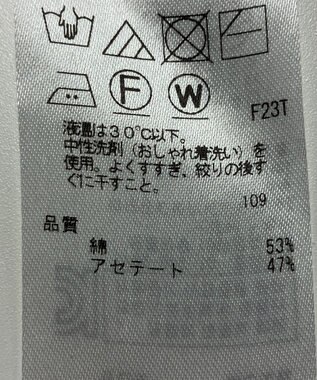 F
W
F23T
液温は30℃以下。
中性洗剤(おしゃれ着洗い)を
使用。よくすすぎ、絞りの後す
ぐに干すこと。
109
品質
綿 53%
アセテート 47%